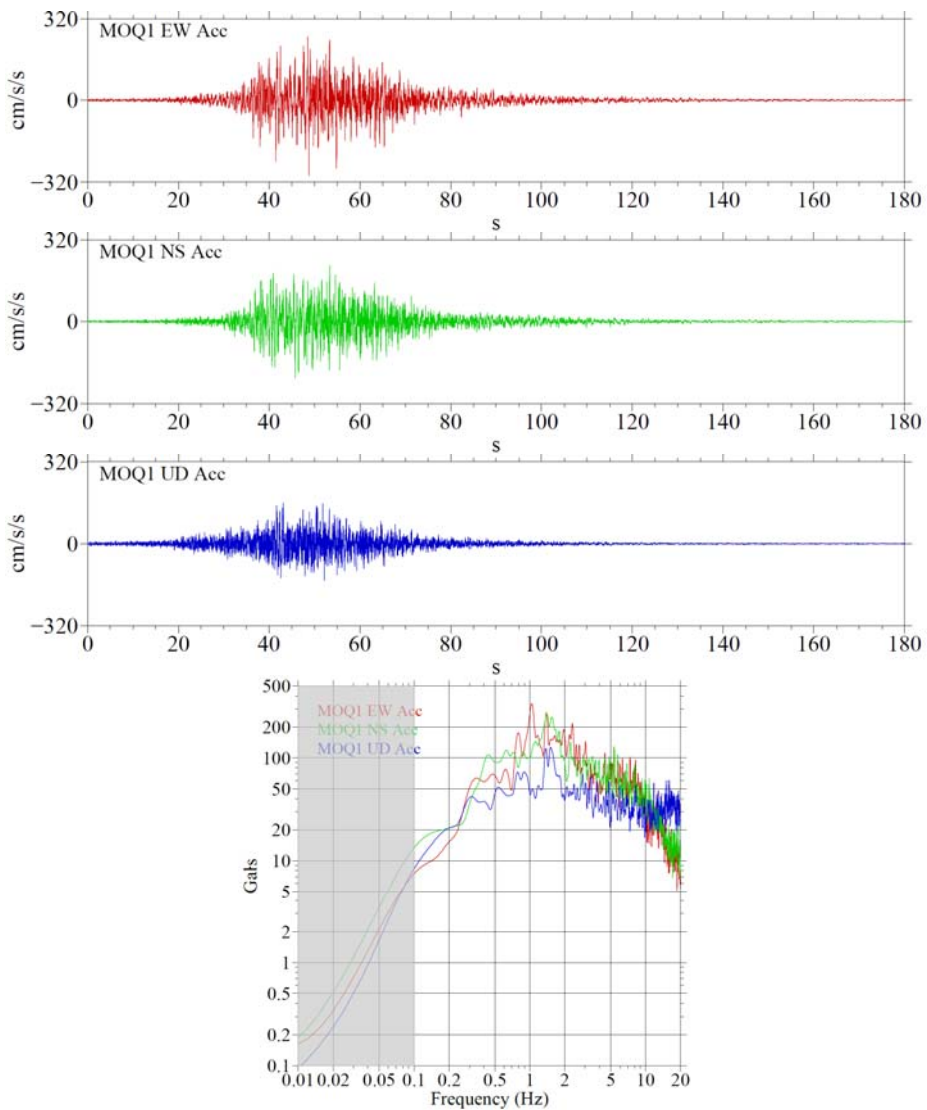 320
MOQ1 EW Acc
cm/s/s
0
−320
0 20 40 60 80 100 120 140 160 180
s
320
MOQ1 NS Acc
cm/s/s
0
−320
0 20 40 60 80 100 120 140 160 180
s
320
MOQ1 UD Acc
cm/s/s
0
−320
0 20 40 60 80 100 120 140 160 180
s
500
MOQ1 EW Acc
200
MOQ1 NS Acc
MOQ1 UD Acc
100
50
20
10
Gal·s
5
2
1
0.5
0.2
0.1
0.01 0.02 0.05 0.1 0.2 0.5 1 2 5 10 20
Frequency (Hz)